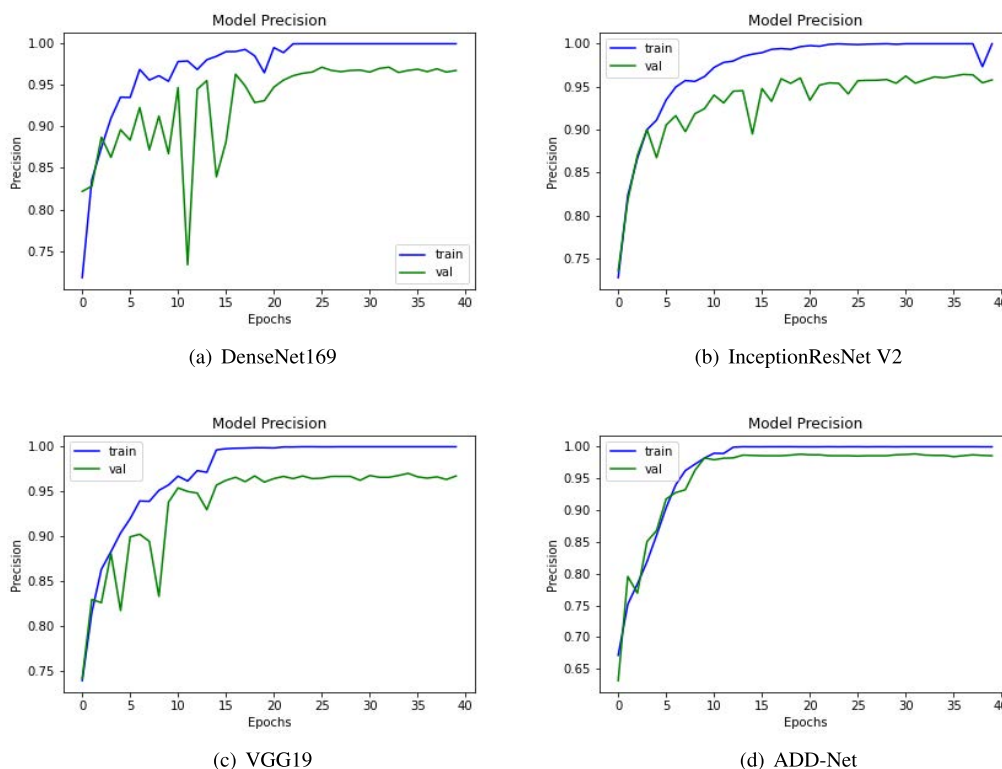 Model Precision
1.00
0.95
0.90
0.85
0.80
0.75
Precision
train
val
0 5 10 15 20 25 30 35 40
Epochs
(a) DenseNet169
Model Precision
train
val
1.00
0.95
0.90
0.85
0.80
0.75
Precision
0 5 10 15 20 25 30 35 40
Epochs
(b) InceptionResNet V2
Model Precision
train
val
1.00
0.95
0.90
0.85
0.80
0.75
Precision
0 5 10 15 20 25 30 35 40
Epochs
(c) VGG19
Model Precision
train
val
1.00
0.95
0.90
0.85
0.80
0.75
0.70
0.65
Precision
0 5 10 15 20 25 30 35 40
Epochs
(d) ADD-Net